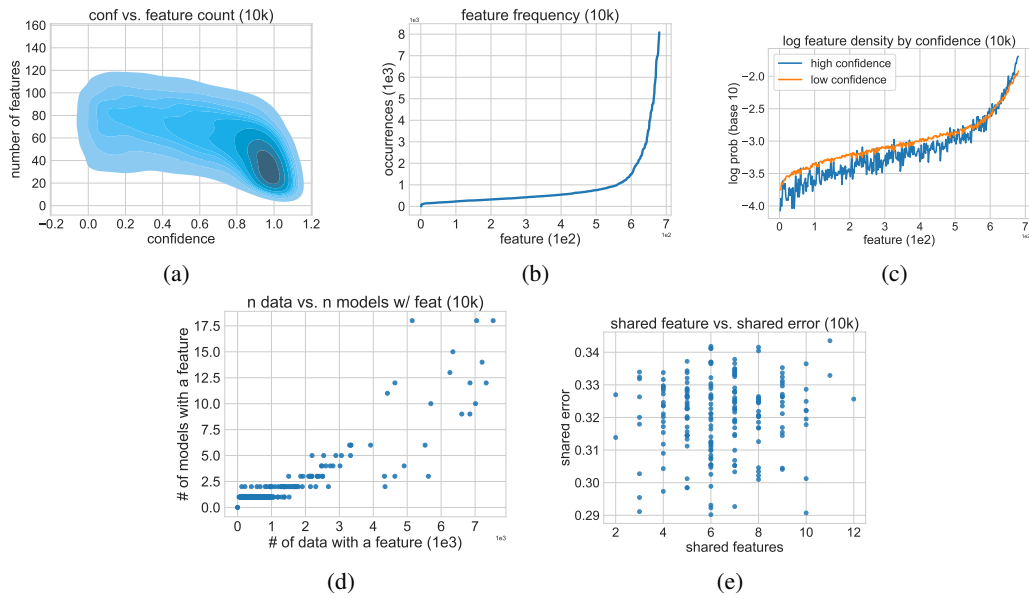 conf vs. feature count (10k)
160
140
120
100
80
60
40
20
0
number of features
−0.2 0.0 0.2 0.4 0.6 0.8 1.0 1.2
confidence
(a)
feature frequency (10k)
1e3
8
7
6
5
4
3
2
1
0
occurrences (1e3)
0 1 2 3 4 5 6 7
feature (1e2)
1e2
(b)
log feature density by confidence (10k)
high confidence
low confidence
−2.0
−2.5
−3.0
−3.5
−4.0
log prob (base 10)
0 1 2 3 4 5 6 7
feature (1e2)
1e2
(c)
n data vs. n models w/ feat (10k)
17.5
15.0
12.5
10.0
7.5
5.0
2.5
0.0
# of models with a feature
0 1 2 3 4 5 6 7
# of data with a feature (1e3)
1e3
(d)
shared feature vs. shared error (10k)
0.34
0.33
0.32
0.31
0.30
0.29
shared error
2 4 6 8 10 12
shared features
(e)